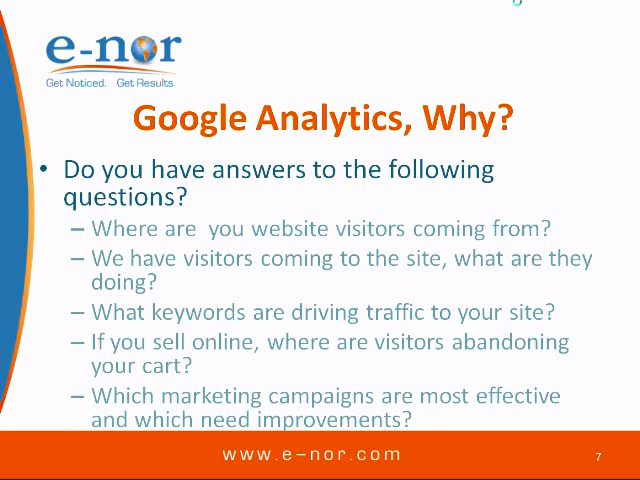 e-nor
Get Noticed. Get Results.
Google Analytics, Why?
• Do you have answers to the following
questions?
– Where are you website visitors coming from?
– We have visitors coming to the site, what are they
doing?
– What keywords are driving traffic to your site?
– If you sell online, where are visitors abandoning
your cart?
– Which marketing campaigns are most effective
and which need improvements?
www.e-nor.com
7